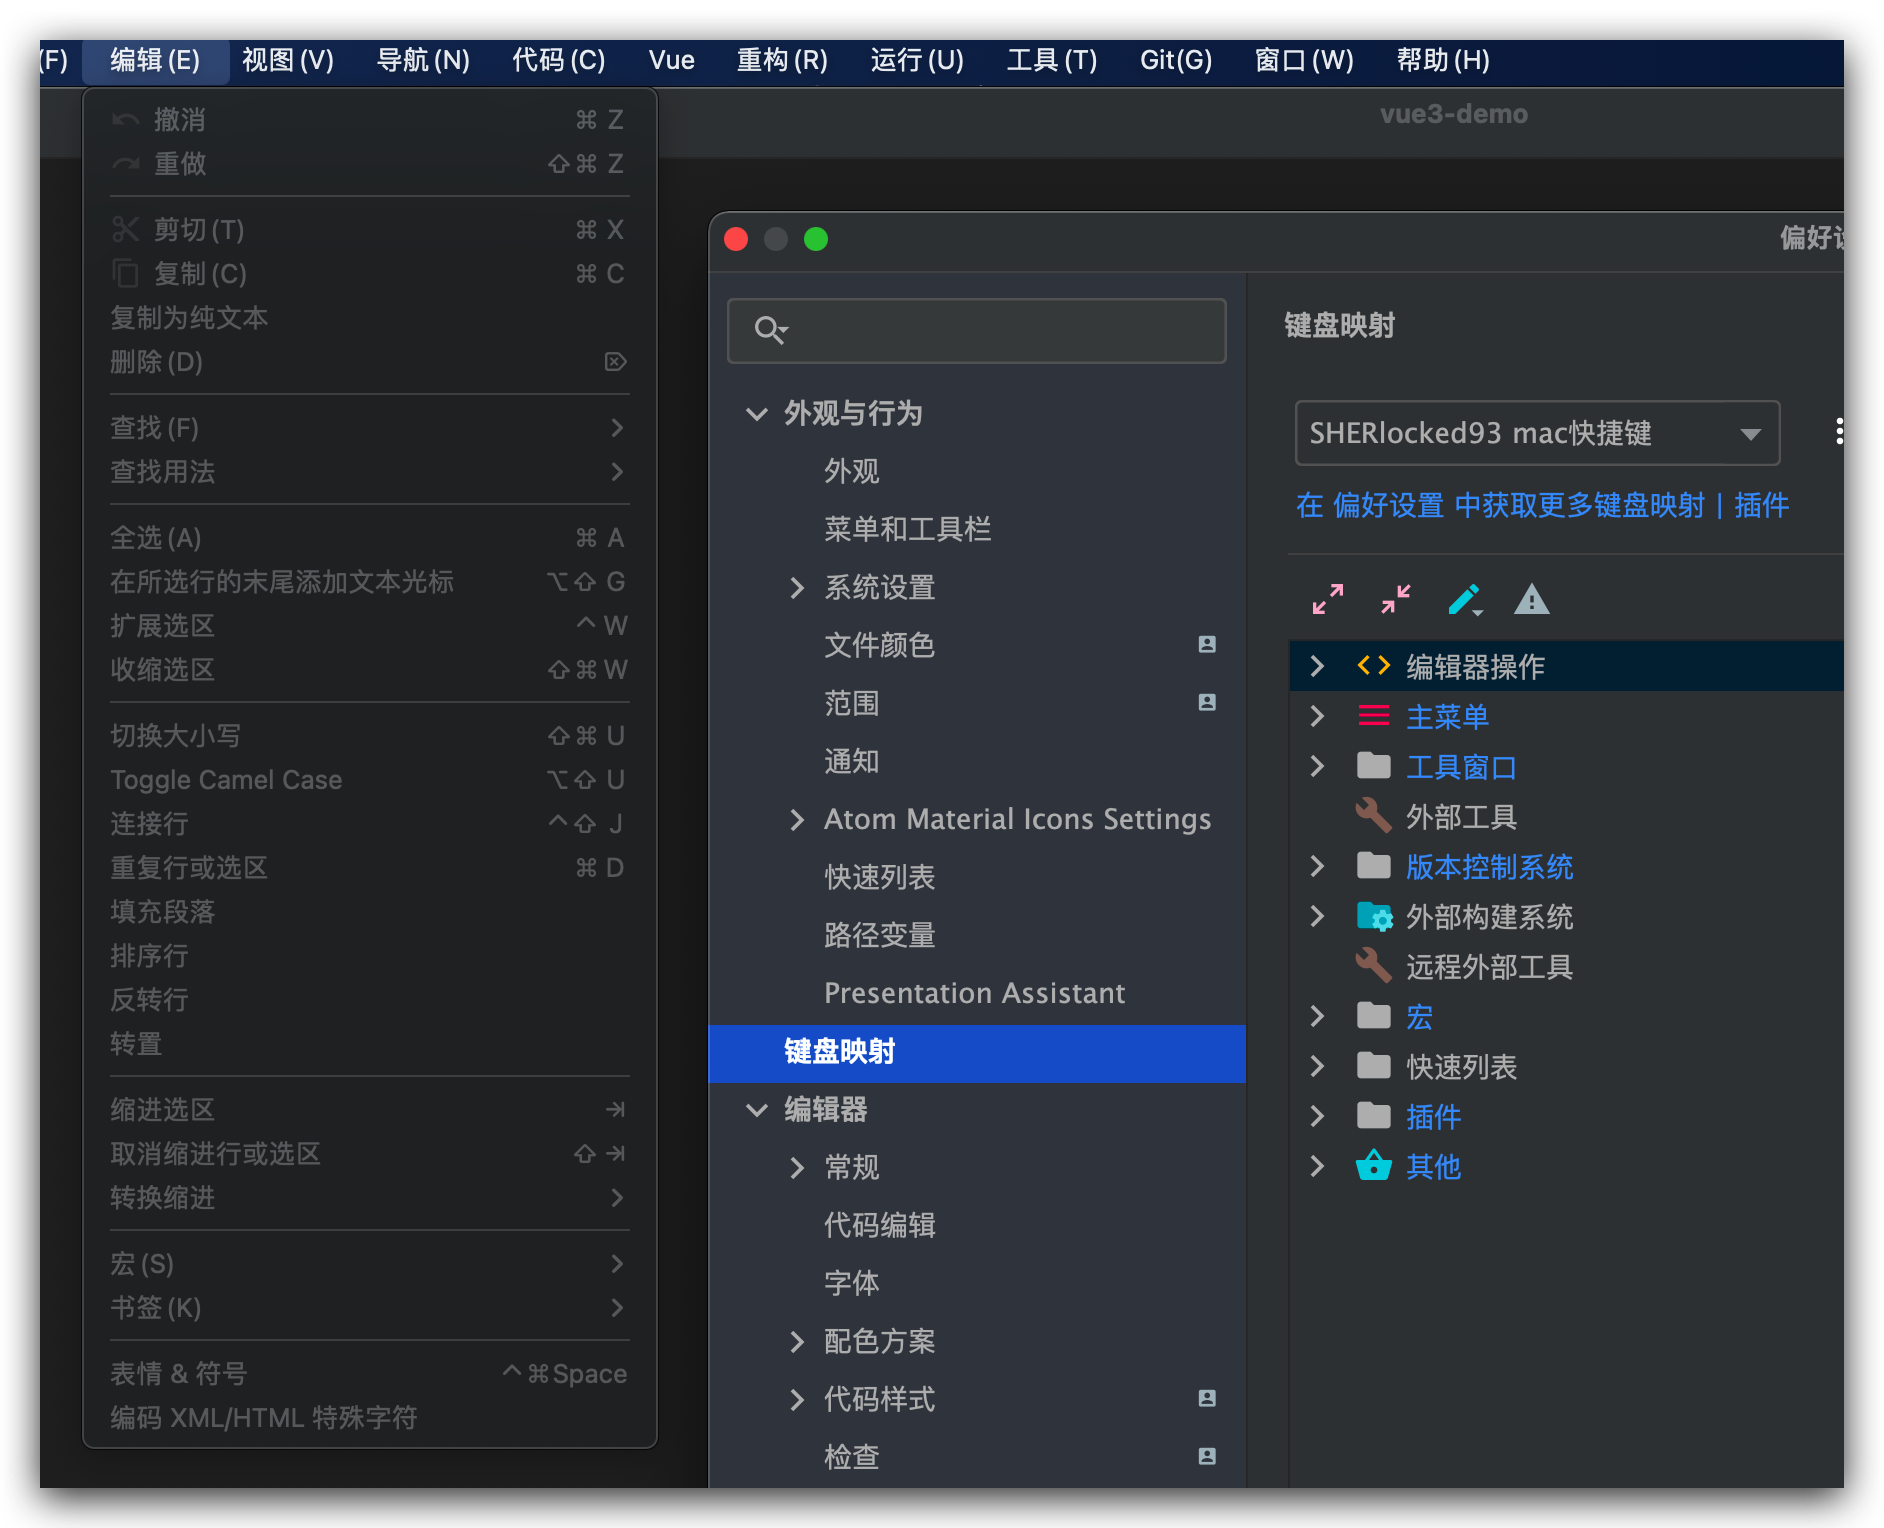 (F) 编辑(E) 视图(V) 导航(N) 代码(C) Vue 重构(R) 运行(U) 工具(T) Git(G) 窗口(W) 帮助(H)
vue3-demo
撤消 ⌘ Z
重做 ⇧⌘ Z
剪切(T) ⌘ X
复制(C) ⌘ C
复制为纯文本
删除(D) ⌦
查找(F)
查找用法
全选(A) ⌘ A
在所选行的末尾添加文本光标 ⌥⇧ G
扩展选区 ^ W
收缩选区 ⇧⌘ W
切换大小写 ⇧⌘ U
Toggle Camel Case ⌥⇧ U
连接行 ^⇧ J
重复行或选区 ⌘ D
填充段落
排序行
反转行
转置
缩进选区 ⇥
取消缩进行或选区 ⇧ ⇥
转换缩进
宏(S)
书签(K)
表情 & 符号 ^⌘Space
编码 XML/HTML 特殊字符
偏好设
外观与行为
外观
菜单和工具栏
系统设置
文件颜色
范围
通知
Atom Material Icons Settings
快速列表
路径变量
Presentation Assistant
键盘映射
编辑器
常规
代码编辑
字体
配色方案
代码样式
检查
键盘映射
SHERlocked93 mac快捷键
在 偏好设置 中获取更多键盘映射 | 插件
编辑器操作
主菜单
工具窗口
外部工具
版本控制系统
外部构建系统
远程外部工具
宏
快速列表
插件
其他